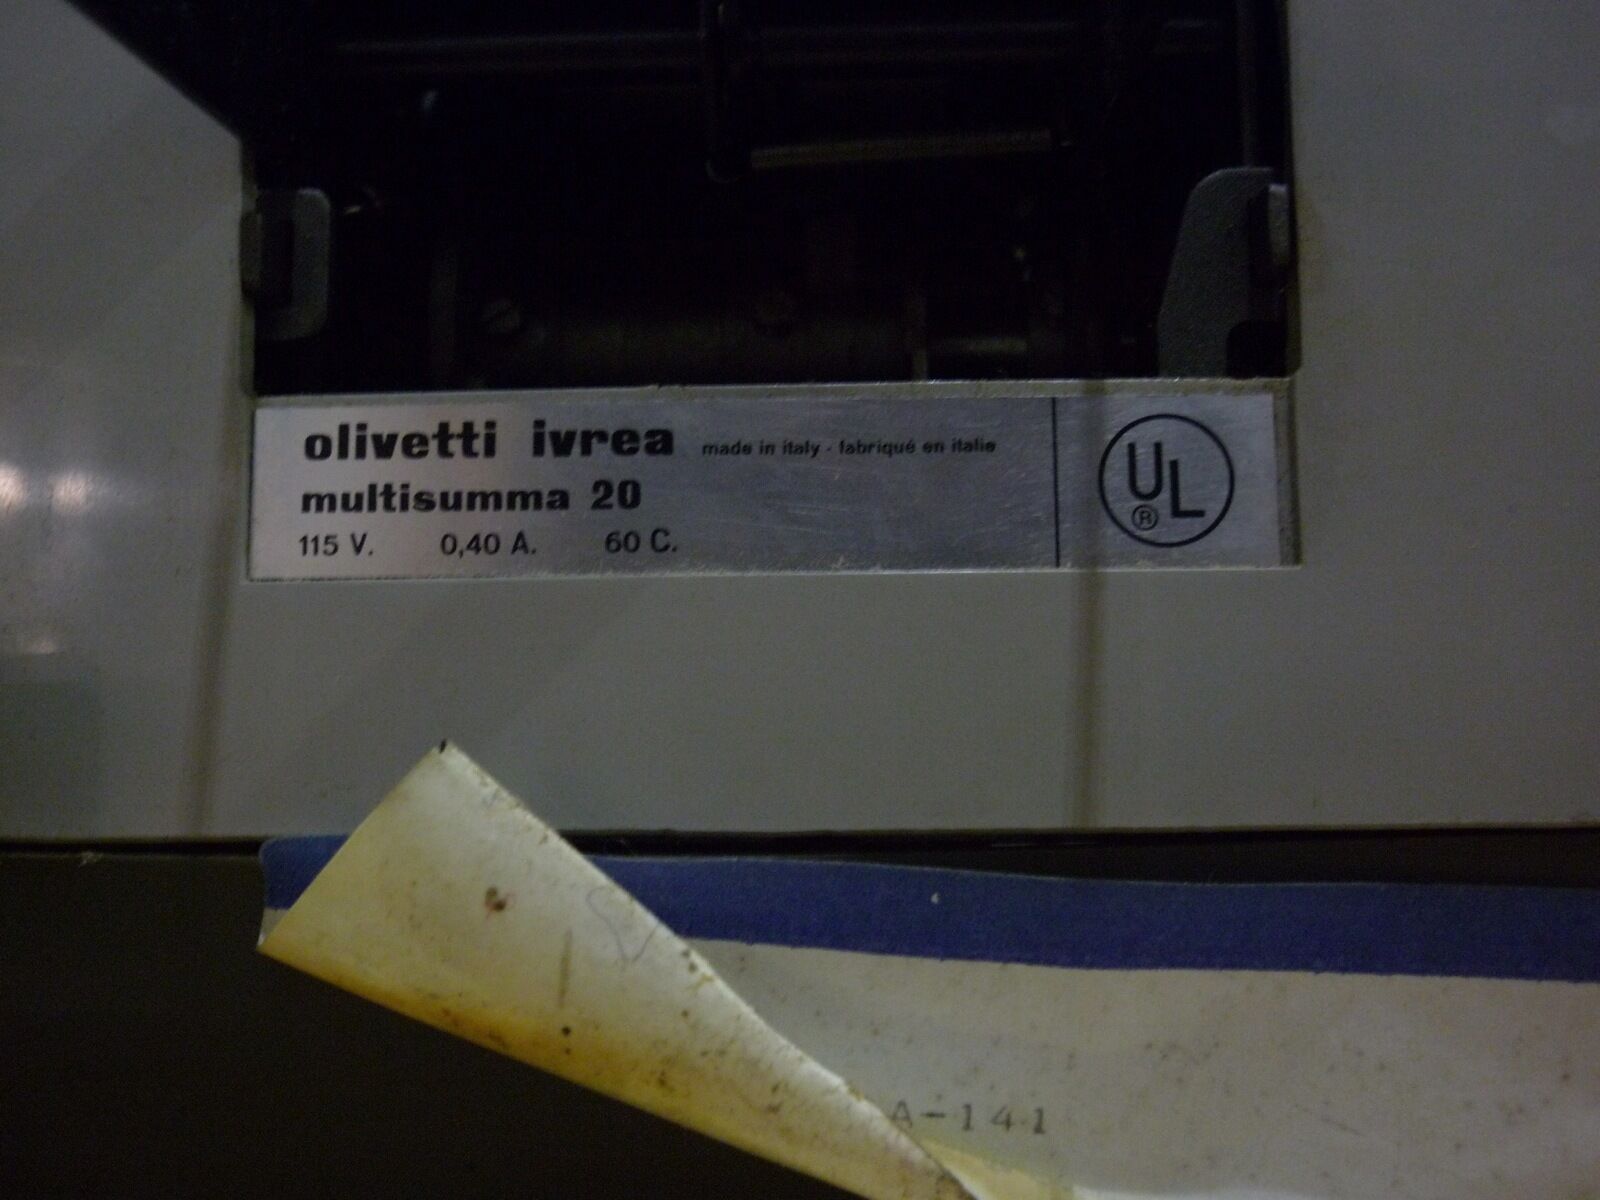 olivetti ivrea made in italy - fabriqué en italie
multisumma 20
115 V. 0,40 A. 60 C.
UL
®
A-141